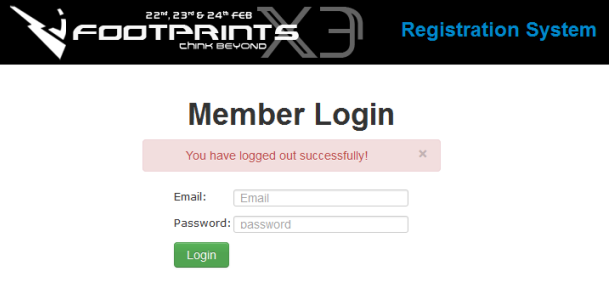 22nd, 23rd & 24th FEB
FOOTPRINTS
THINK BEYOND
X3
Registration System
Member Login
You have logged out successfully!
×
Email: Email
Password: password
Login